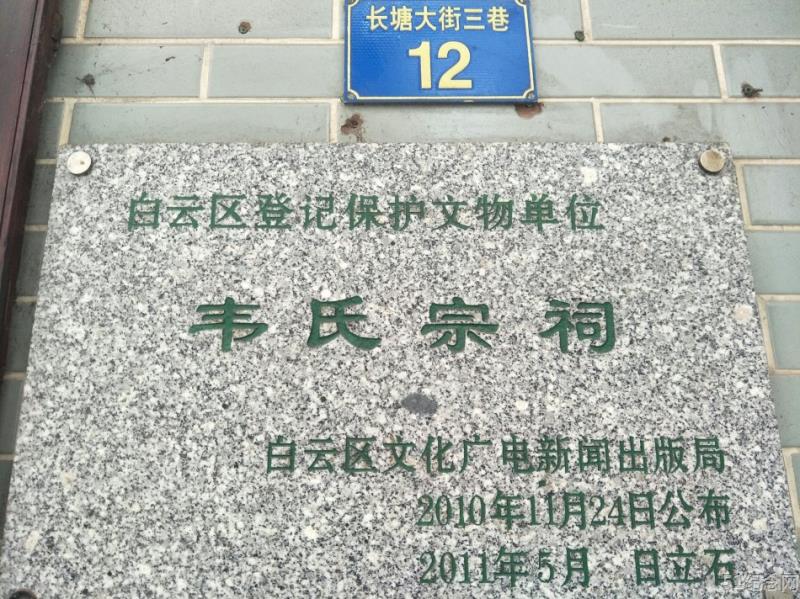 长塘大街三巷
12
白云区登记保护文物单位
韦氏宗祠
白云区文化广电新闻出版局
2010年11月24日公布
2011年5月 日立石